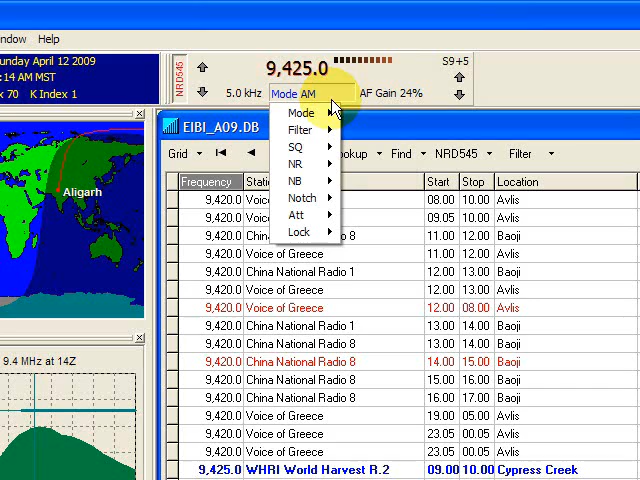 indow Help
unday April 12 2009
:14 AM MST
x 70 K Index 1
NRD545
9,425.0
S9+5
5.0 kHz Mode AM AF Gain 24%
EIBI_A09.DB
Grid ookup Find NRD545 Filter
Mode
Filter
SQ
NR
NB
Notch
Att
Lock
Aligarh
9.4 MHz at 14Z
Frequency Stati Start Stop Location
9,420.0 Voice 08.00 10.00 Avlis
9,420.0 Voice 09.05 10.00 Avlis
9,420.0 China 8 11.00 12.00 Baoji
9,420.0 Voice of Greece 11.00 12.00 Avlis
9,420.0 China National Radio 1 12.00 13.00 Baoji
9,420.0 Voice of Greece 12.00 13.00 Avlis
9,420.0 Voice of Greece 12.00 08.00 Avlis
9,420.0 China National Radio 1 13.00 14.00 Baoji
9,420.0 China National Radio 8 13.00 14.00 Baoji
9,420.0 China National Radio 8 14.00 15.00 Baoji
9,420.0 China National Radio 8 15.00 16.00 Baoji
9,420.0 China National Radio 8 16.00 17.00 Baoji
9,420.0 Voice of Greece 19.00 05.00 Avlis
9,420.0 Voice of Greece 23.05 00.05 Avlis
9,420.0 Voice of Greece 23.05 00.05 Avlis
9,425.0 WHRI World Harvest R.2 09.00 10.00 Cypress Creek